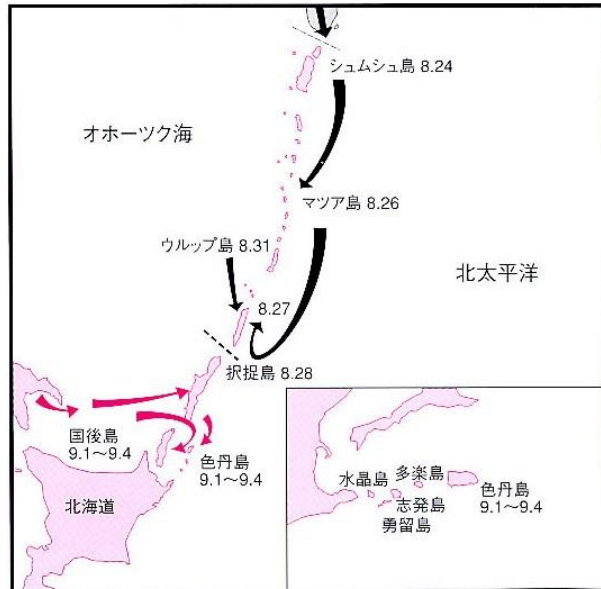 シュムシュ島 8.24
オホーツク海
マツア島 8.26
ウルップ島 8.31
北太平洋
8.27
択捉島 8.28
国後島
9.1～9.4
色丹島
9.1～9.4
北海道
水晶島
多楽島
志発島
勇留島
色丹島
9.1～9.4